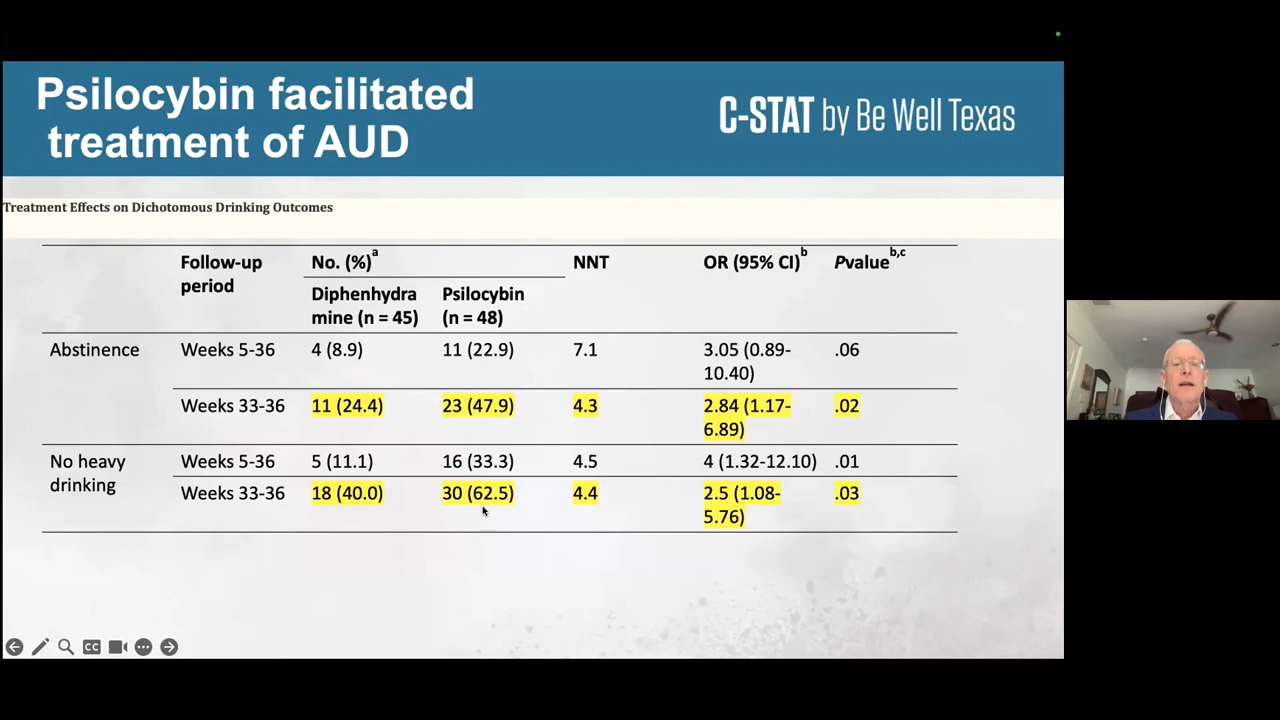 Psilocybin facilitated
treatment of AUD
C-STAT by Be Well Texas
Treatment Effects on Dichotomous Drinking Outcomes
Follow-up period No. (%)a NNT OR (95% CI)b Pvalueb,c
Diphenhydra mine (n = 45) Psilocybin (n = 48)
Abstinence Weeks 5-36 4 (8.9) 11 (22.9) 7.1 3.05 (0.89-10.40) .06
Weeks 33-36 11 (24.4) 23 (47.9) 4.3 2.84 (1.17-6.89) .02
No heavy drinking Weeks 5-36 5 (11.1) 16 (33.3) 4.5 4 (1.32-12.10) .01
Weeks 33-36 18 (40.0) 30 (62.5) 4.4 2.5 (1.08-5.76) .03
CC